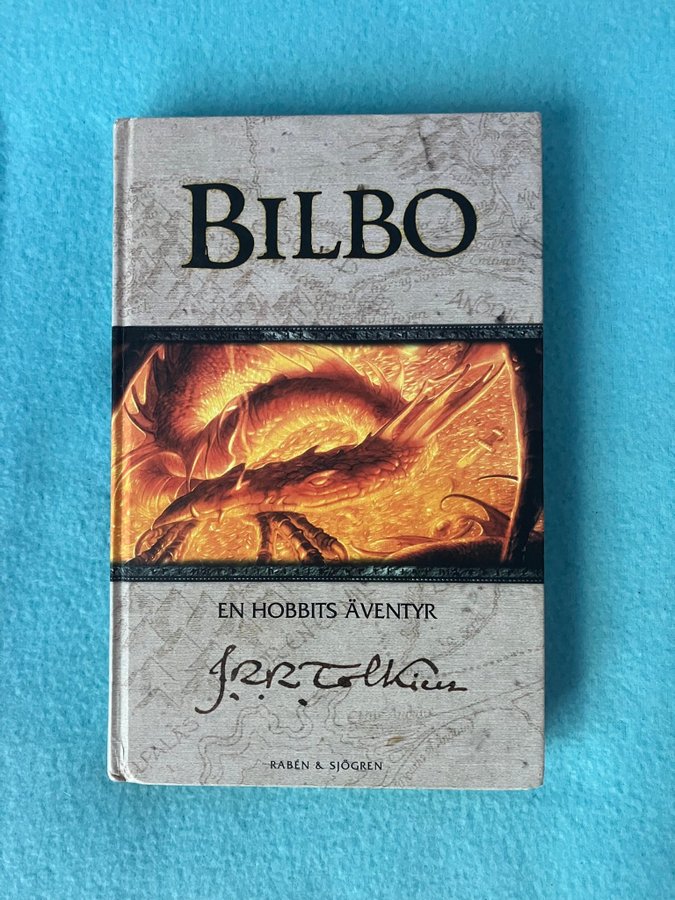 BILBO
EN HOBBITS ÄVENTYR
J.R.R. Tolkien
RABÉN & SJÖGREN